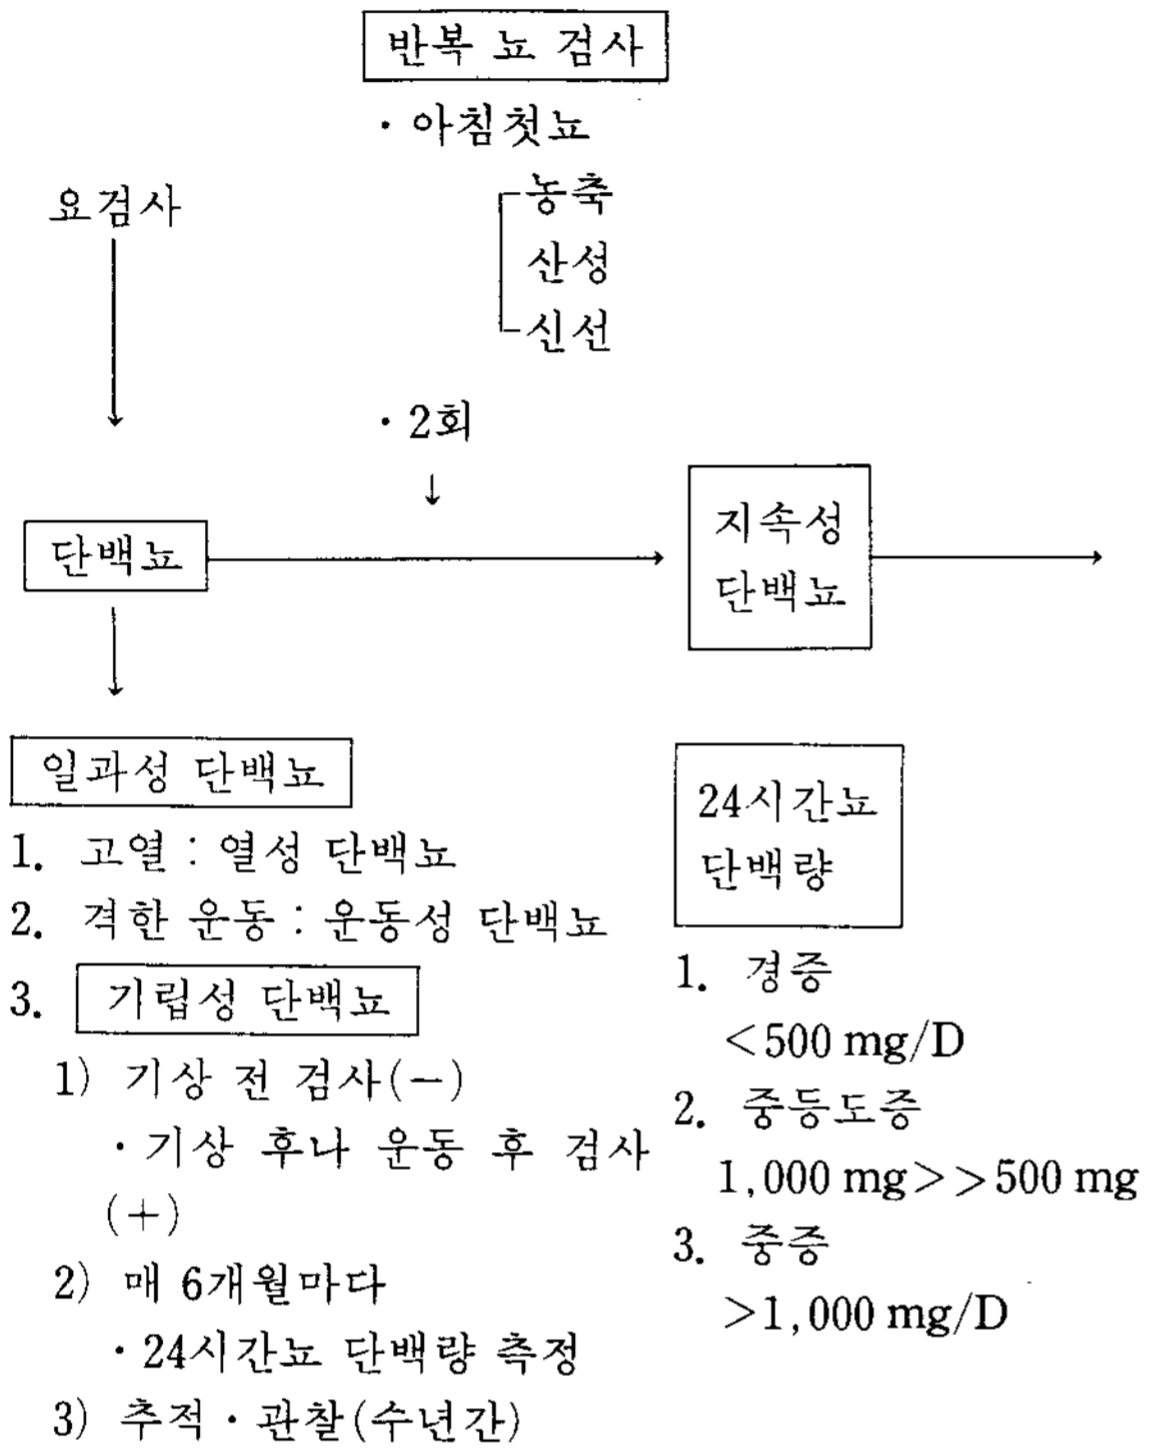 반복 뇨 검사
· 아침첫뇨
농축
산성
신선
· 2회
요검사
단백뇨
지속성
단백뇨
일과성 단백뇨
1. 고열 : 열성 단백뇨
2. 격한 운동 : 운동성 단백뇨
3. 기립성 단백뇨
1) 기상 전 검사(−)
· 기상 후나 운동 후 검사
(+)
2) 매 6개월마다
· 24시간뇨 단백량 측정
3) 추적 · 관찰(수년간)
24시간뇨
단백량
1. 경증
<500 mg/D
2. 중등도증
1,000 mg>>500 mg
3. 중증
>1,000 mg/D